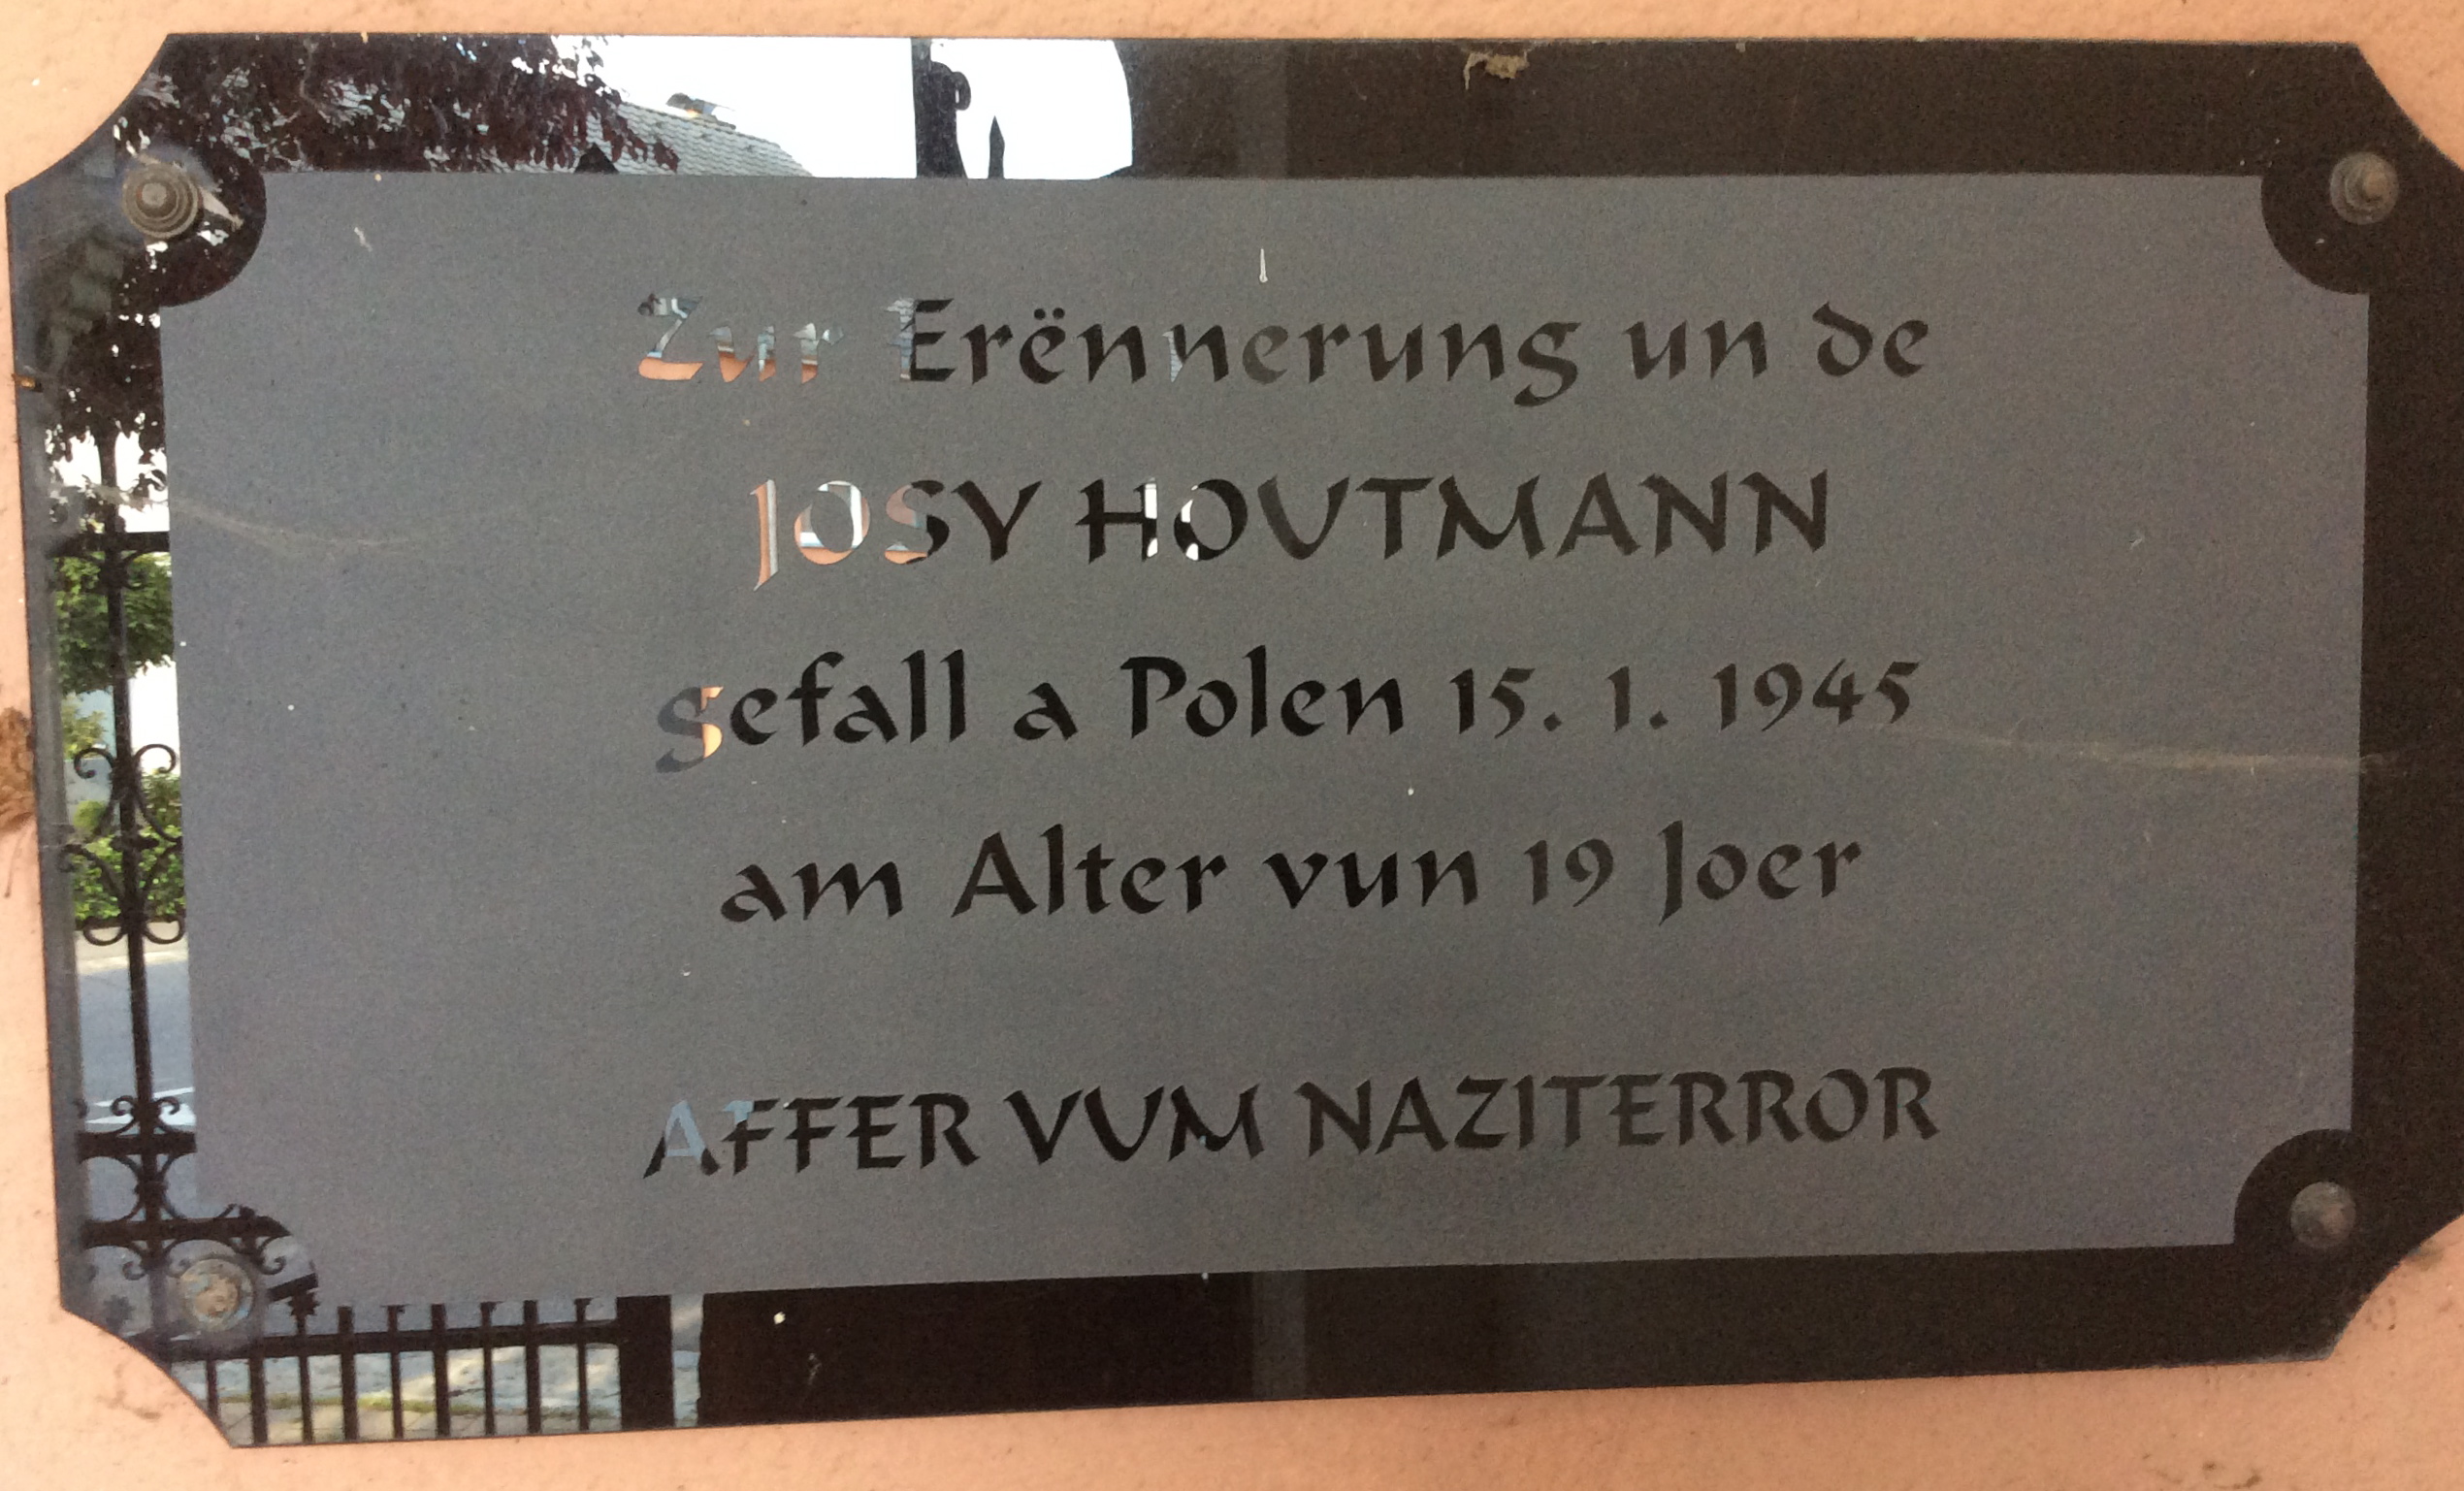 Zur Erënnerung un de
JOSY HOUTMANN
gefall a Polen 15. 1. 1945
am Alter vun 19 Joer
AFFER VUM NAZITERROR